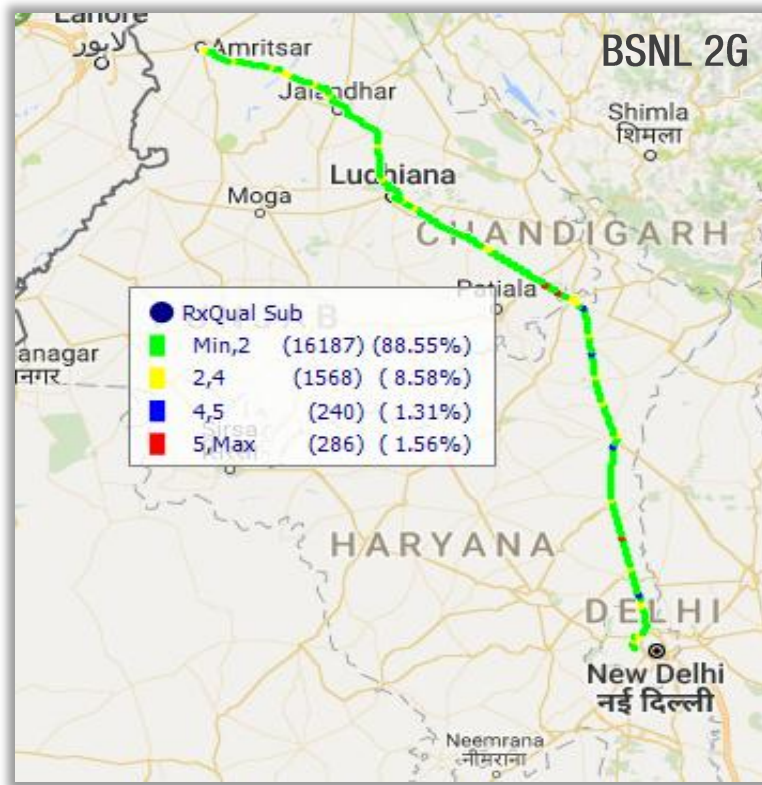 Lahore
لاہور
Amritsar
BSNL 2G
Jalandhar
Shimla
शिमला
Ludhiana
Moga
CHANDIGARH
Patiala
RxQual Sub
Min,2 (16187) (88.55%)
2,4 (1568) ( 8.58%)
4,5 (240) ( 1.31%)
5,Max (286) ( 1.56%)
anagar
नगर
HARYANA
DELHI
New Delhi
नई दिल्ली
Neemrana
नीमराना